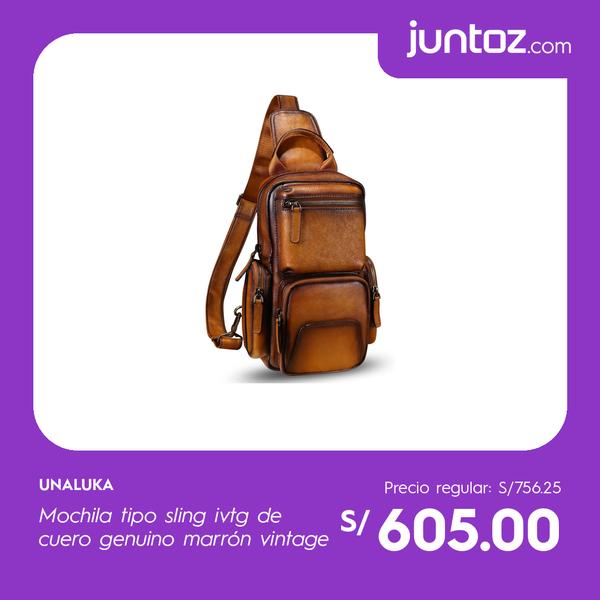 juntoz.com
UNALUKA
Mochila tipo sling ivtg de
cuero genuino marrón vintage
Precio regular: S/756.25
S/ 605.00